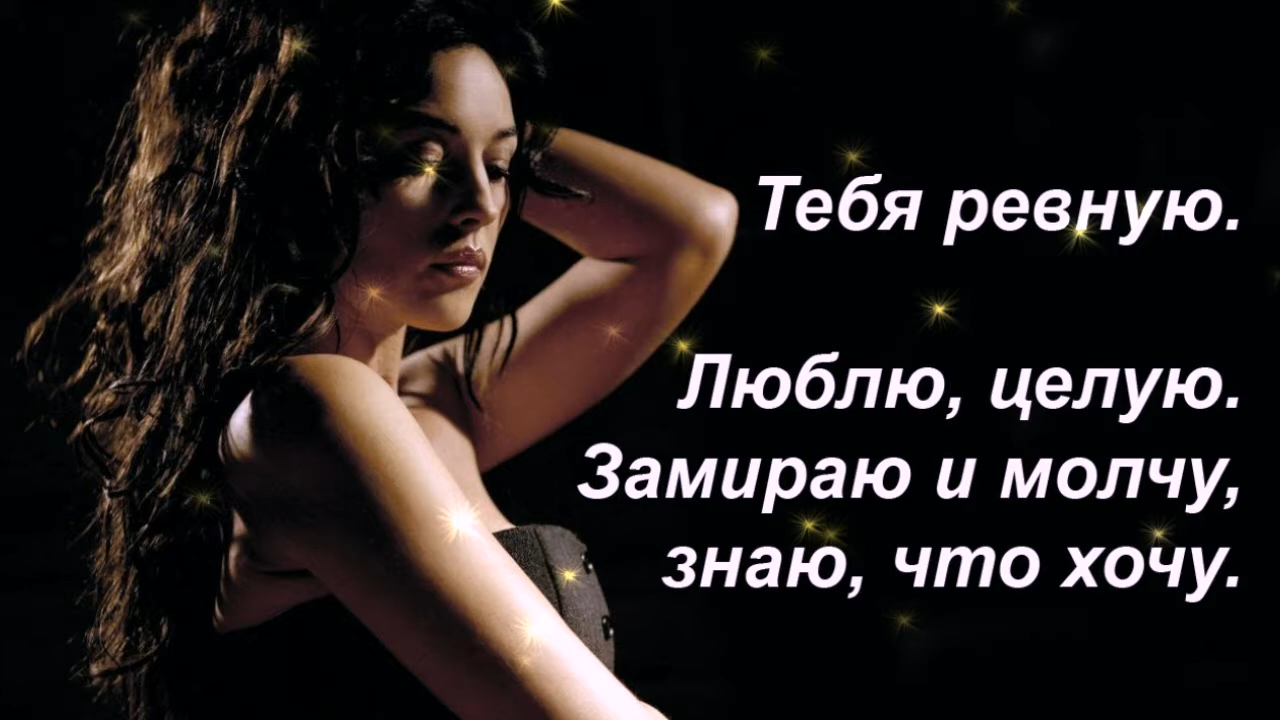 Тебя ревную.
Люблю, целую.
Замираю и молчу,
знаю, что хочу.